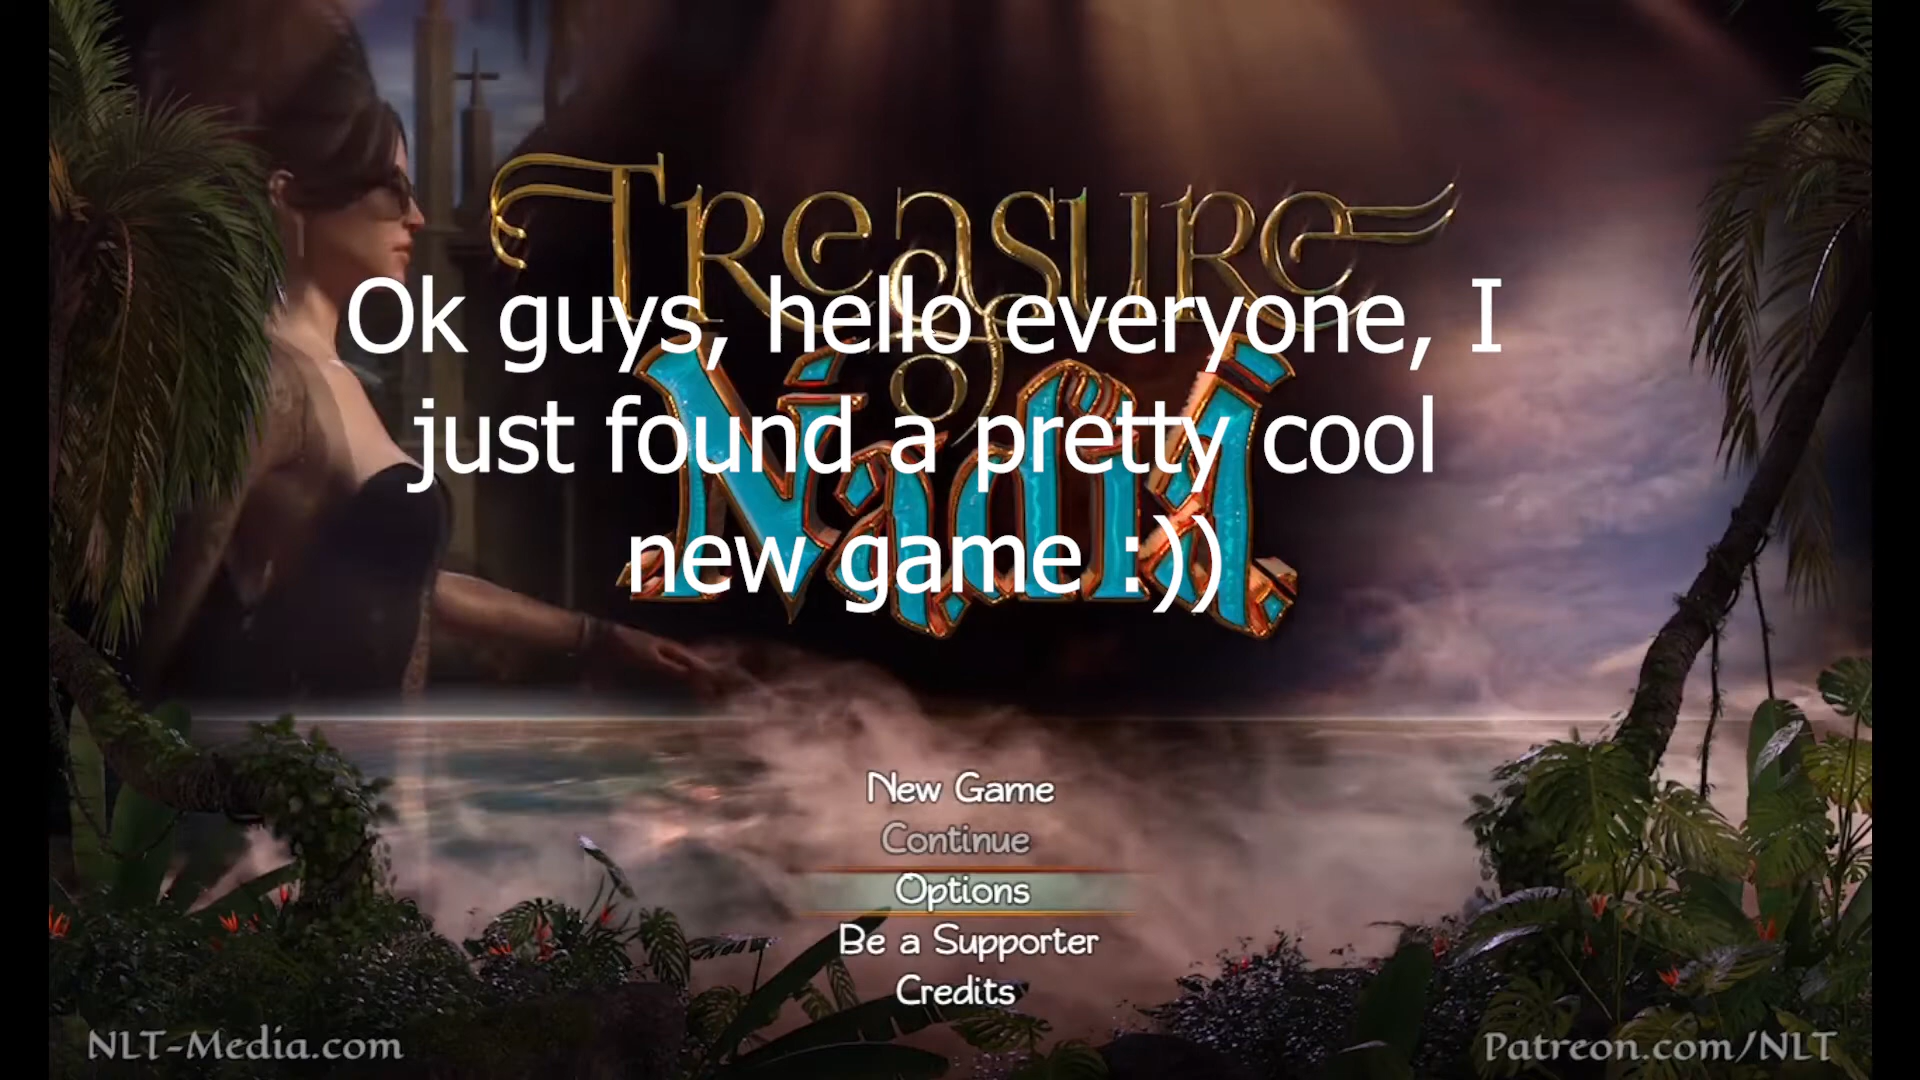 Treasure
of
Nadia
Ok guys, hello everyone, I
just found a pretty cool
new game :))
New Game
Continue
Options
Be a Supporter
Credits
NLT-Media.com
Patreon.com/NLT